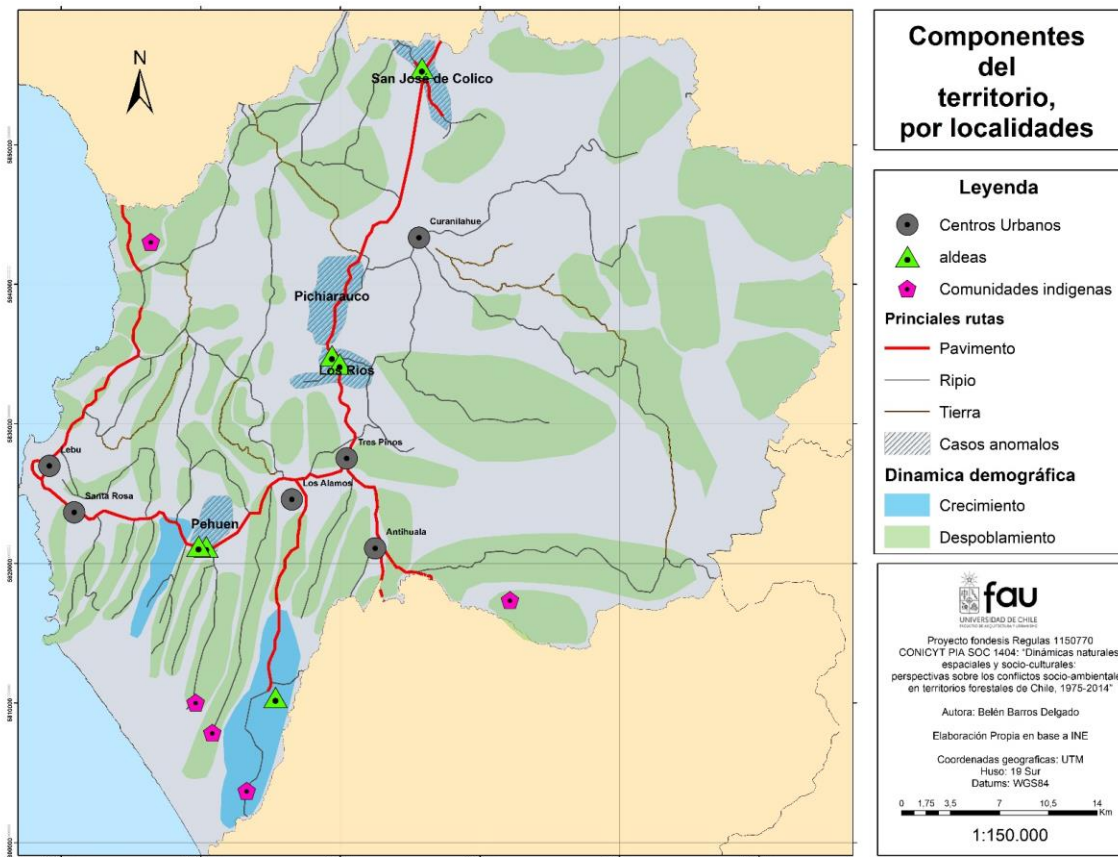 Componentes
del
territorio,
por localidades
N
San José de Colico
Curanilahue
Pichiarauco
Los Rios
Tres Pinos
Lebu
Los Alamos
Santa Rosa
Pehuen
Antihuala
Leyenda
Centros Urbanos
aldeas
Comunidades indigenas
Princiales rutas
Pavimento
Ripio
Tierra
Casos anomalos
Dinamica demográfica
Crecimiento
Despoblamiento
fau
UNIVERSIDAD DE CHILE
FACULTAD DE ARQUITECTURA Y URBANISMO
Proyecto fondesis Regulas 1150770
CONICYT PIA SOC 1404: "Dinámicas naturales
espaciales y socio-culturales:
perspectivas sobre los conflictos socio-ambientale
en territorios forestales de Chile, 1975-2014"
Autora: Belén Barros Delgado
Elaboración Propia en base a INE
Coordenadas geograficas: UTM
Huso: 19 Sur
Datums: WGS84
0 1,75 3,5 7 10,5 14
Km
1:150.000